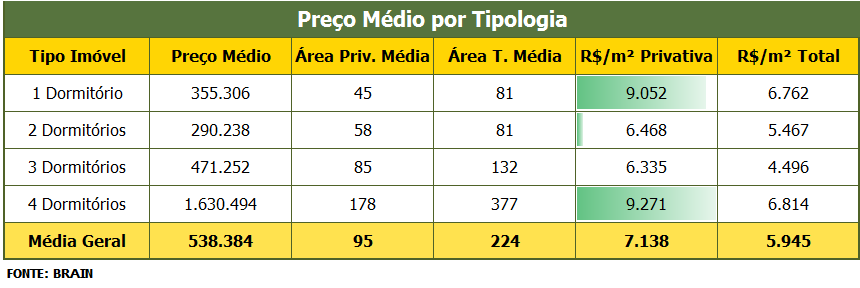 Preço Médio por Tipologia
Tipo Imóvel Preço Médio Área Priv. Média Área T. Média R$/m² Privativa R$/m² Total
1 Dormitório 355.306 45 81 9.052 6.762
2 Dormitórios 290.238 58 81 6.468 5.467
3 Dormitórios 471.252 85 132 6.335 4.496
4 Dormitórios 1.630.494 178 377 9.271 6.814
Média Geral 538.384 95 224 7.138 5.945
FONTE: BRAIN